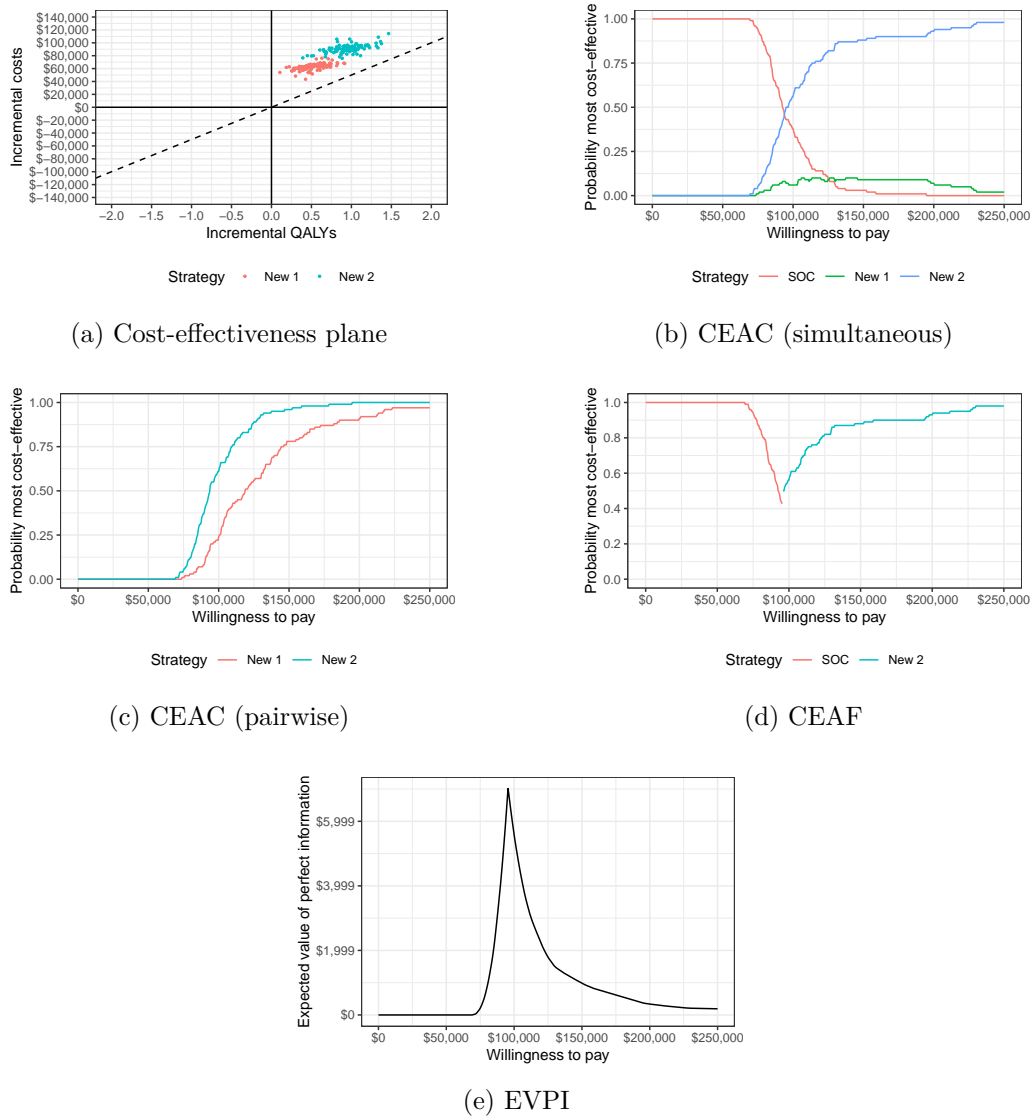 $140,000
$120,000
$100,000
$80,000
$60,000
$40,000
$20,000
$0
$−20,000
$−40,000
$−60,000
$−80,000
$−100,000
$−120,000
$−140,000
Incremental costs
−2.0 −1.5 −1.0 −0.5 0.0 0.5 1.0 1.5 2.0
Incremental QALYs
Strategy New 1 New 2
(a) Cost-effectiveness plane
1.00
0.75
0.50
0.25
0.00
Probability most cost−effective
$0 $50,000 $100,000 $150,000 $200,000 $250,000
Willingness to pay
Strategy SOC New 1 New 2
(b) CEAC (simultaneous)
1.00
0.75
0.50
0.25
0.00
Probability most cost−effective
$0 $50,000 $100,000 $150,000 $200,000 $250,000
Willingness to pay
Strategy New 1 New 2
(c) CEAC (pairwise)
1.0
0.8
0.6
0.4
0.2
0.0
Probability most cost−effective
$0 $50,000 $100,000 $150,000 $200,000 $250,000
Willingness to pay
Strategy SOC New 2
(d) CEAF
$5,999
$3,999
$1,999
$0
Expected value of perfect information
$0 $50,000 $100,000 $150,000 $200,000 $250,000
Willingness to pay
(e) EVPI